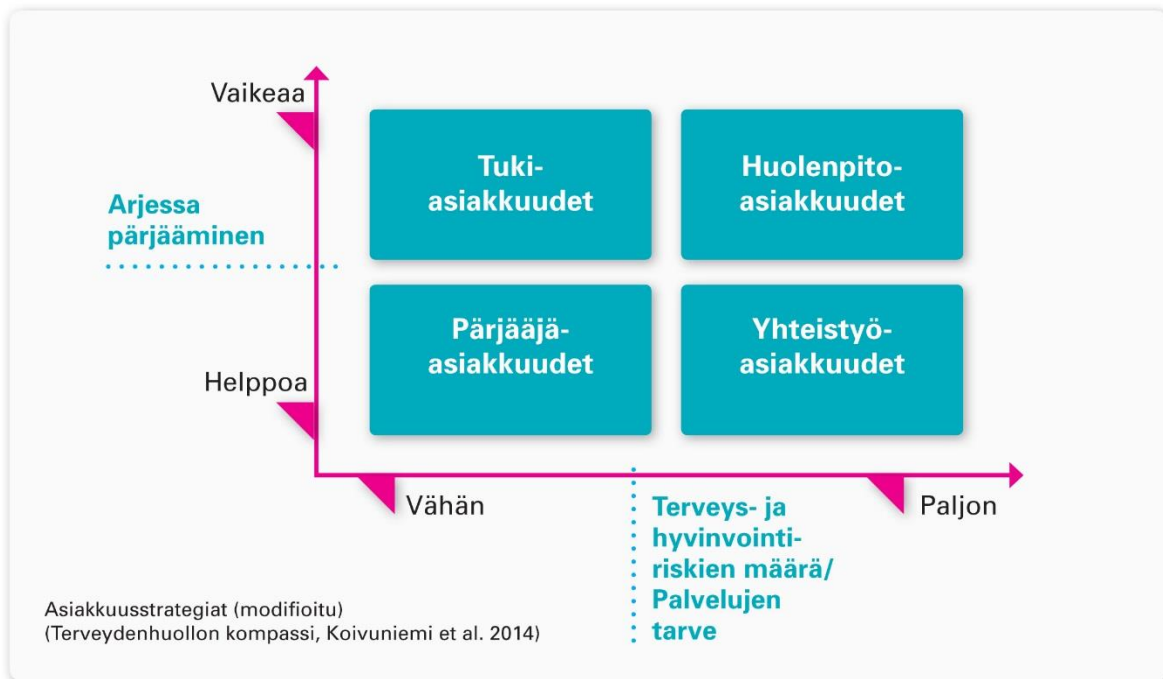 Vaikeaa
Arjessa
pärjääminen
Helppoa
Tuki-
asiakkuudet
Huolenpito-
asiakkuudet
Pärjääjä-
asiakkuudet
Yhteistyö-
asiakkuudet
Vähän
Terveys- ja
hyvinvointi-
riskien määrä/
Palvelujen
tarve
Paljon
Asiakkuusstrategiat (modifioitu)
(Terveydenhuollon kompassi, Koivuniemi et al. 2014)